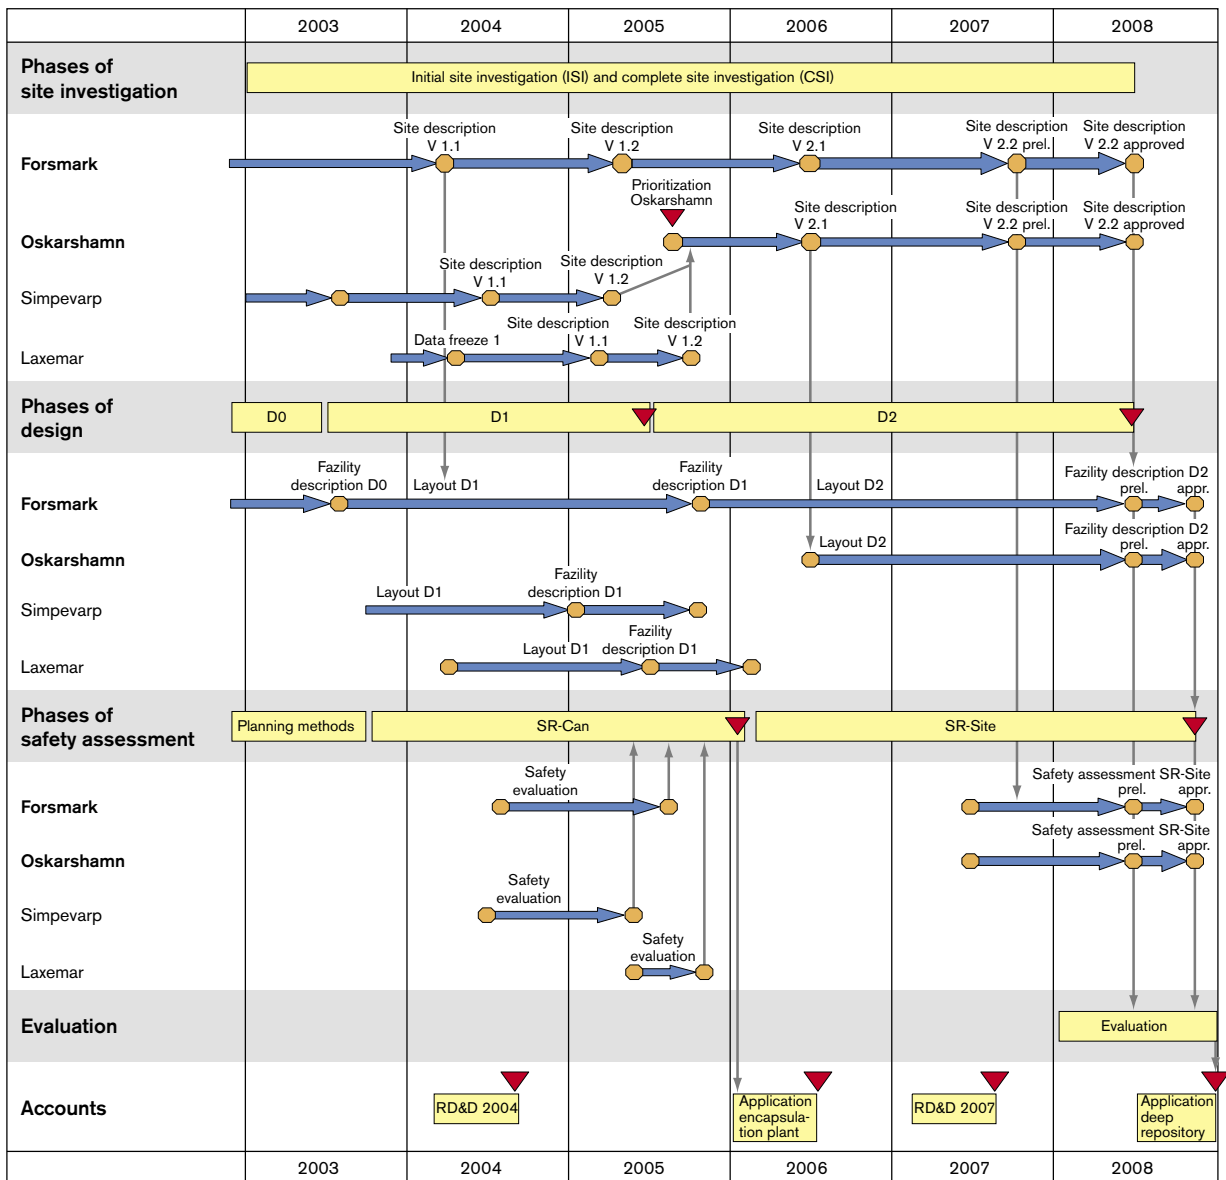 2003 2004 2005 2006 2007 2008
Phases of
site investigation
Initial site investigation (ISI) and complete site investigation (CSI)
Forsmark
Site description
V 1.1
Site description
V 1.2
Site description
V 2.1
Site description
V 2.2 prel.
Site description
V 2.2 approved
Prioritization
Oskarshamn
Oskarshamn
Site description
V 2.1
Site description
V 2.2 prel.
Site description
V 2.2 approved
Simpevarp
Site description
V 1.1
Site description
V 1.2
Laxemar
Data freeze 1
Site description
V 1.1
Site description
V 1.2
Phases of
design
D0
D1
D2
Forsmark
Fazility
description D0
Layout D1
Fazility
description D1
Layout D2
Fazility description D2
prel.
appr.
Oskarshamn
Layout D2
Fazility description D2
prel.
appr.
Simpevarp
Layout D1
Fazility
description D1
Laxemar
Layout D1
Fazility
description D1
Phases of
safety assessment
Planning methods
SR-Can
SR-Site
Forsmark
Safety
evaluation
Safety assessment SR-Site
prel.
appr.
Oskarshamn
Safety assessment SR-Site
prel.
appr.
Simpevarp
Safety
evaluation
Laxemar
Safety
evaluation
Evaluation
Evaluation
Accounts
RD&D 2004
Application
encapsula-
tion plant
RD&D 2007
Application
deep
repository
2003 2004 2005 2006 2007 2008